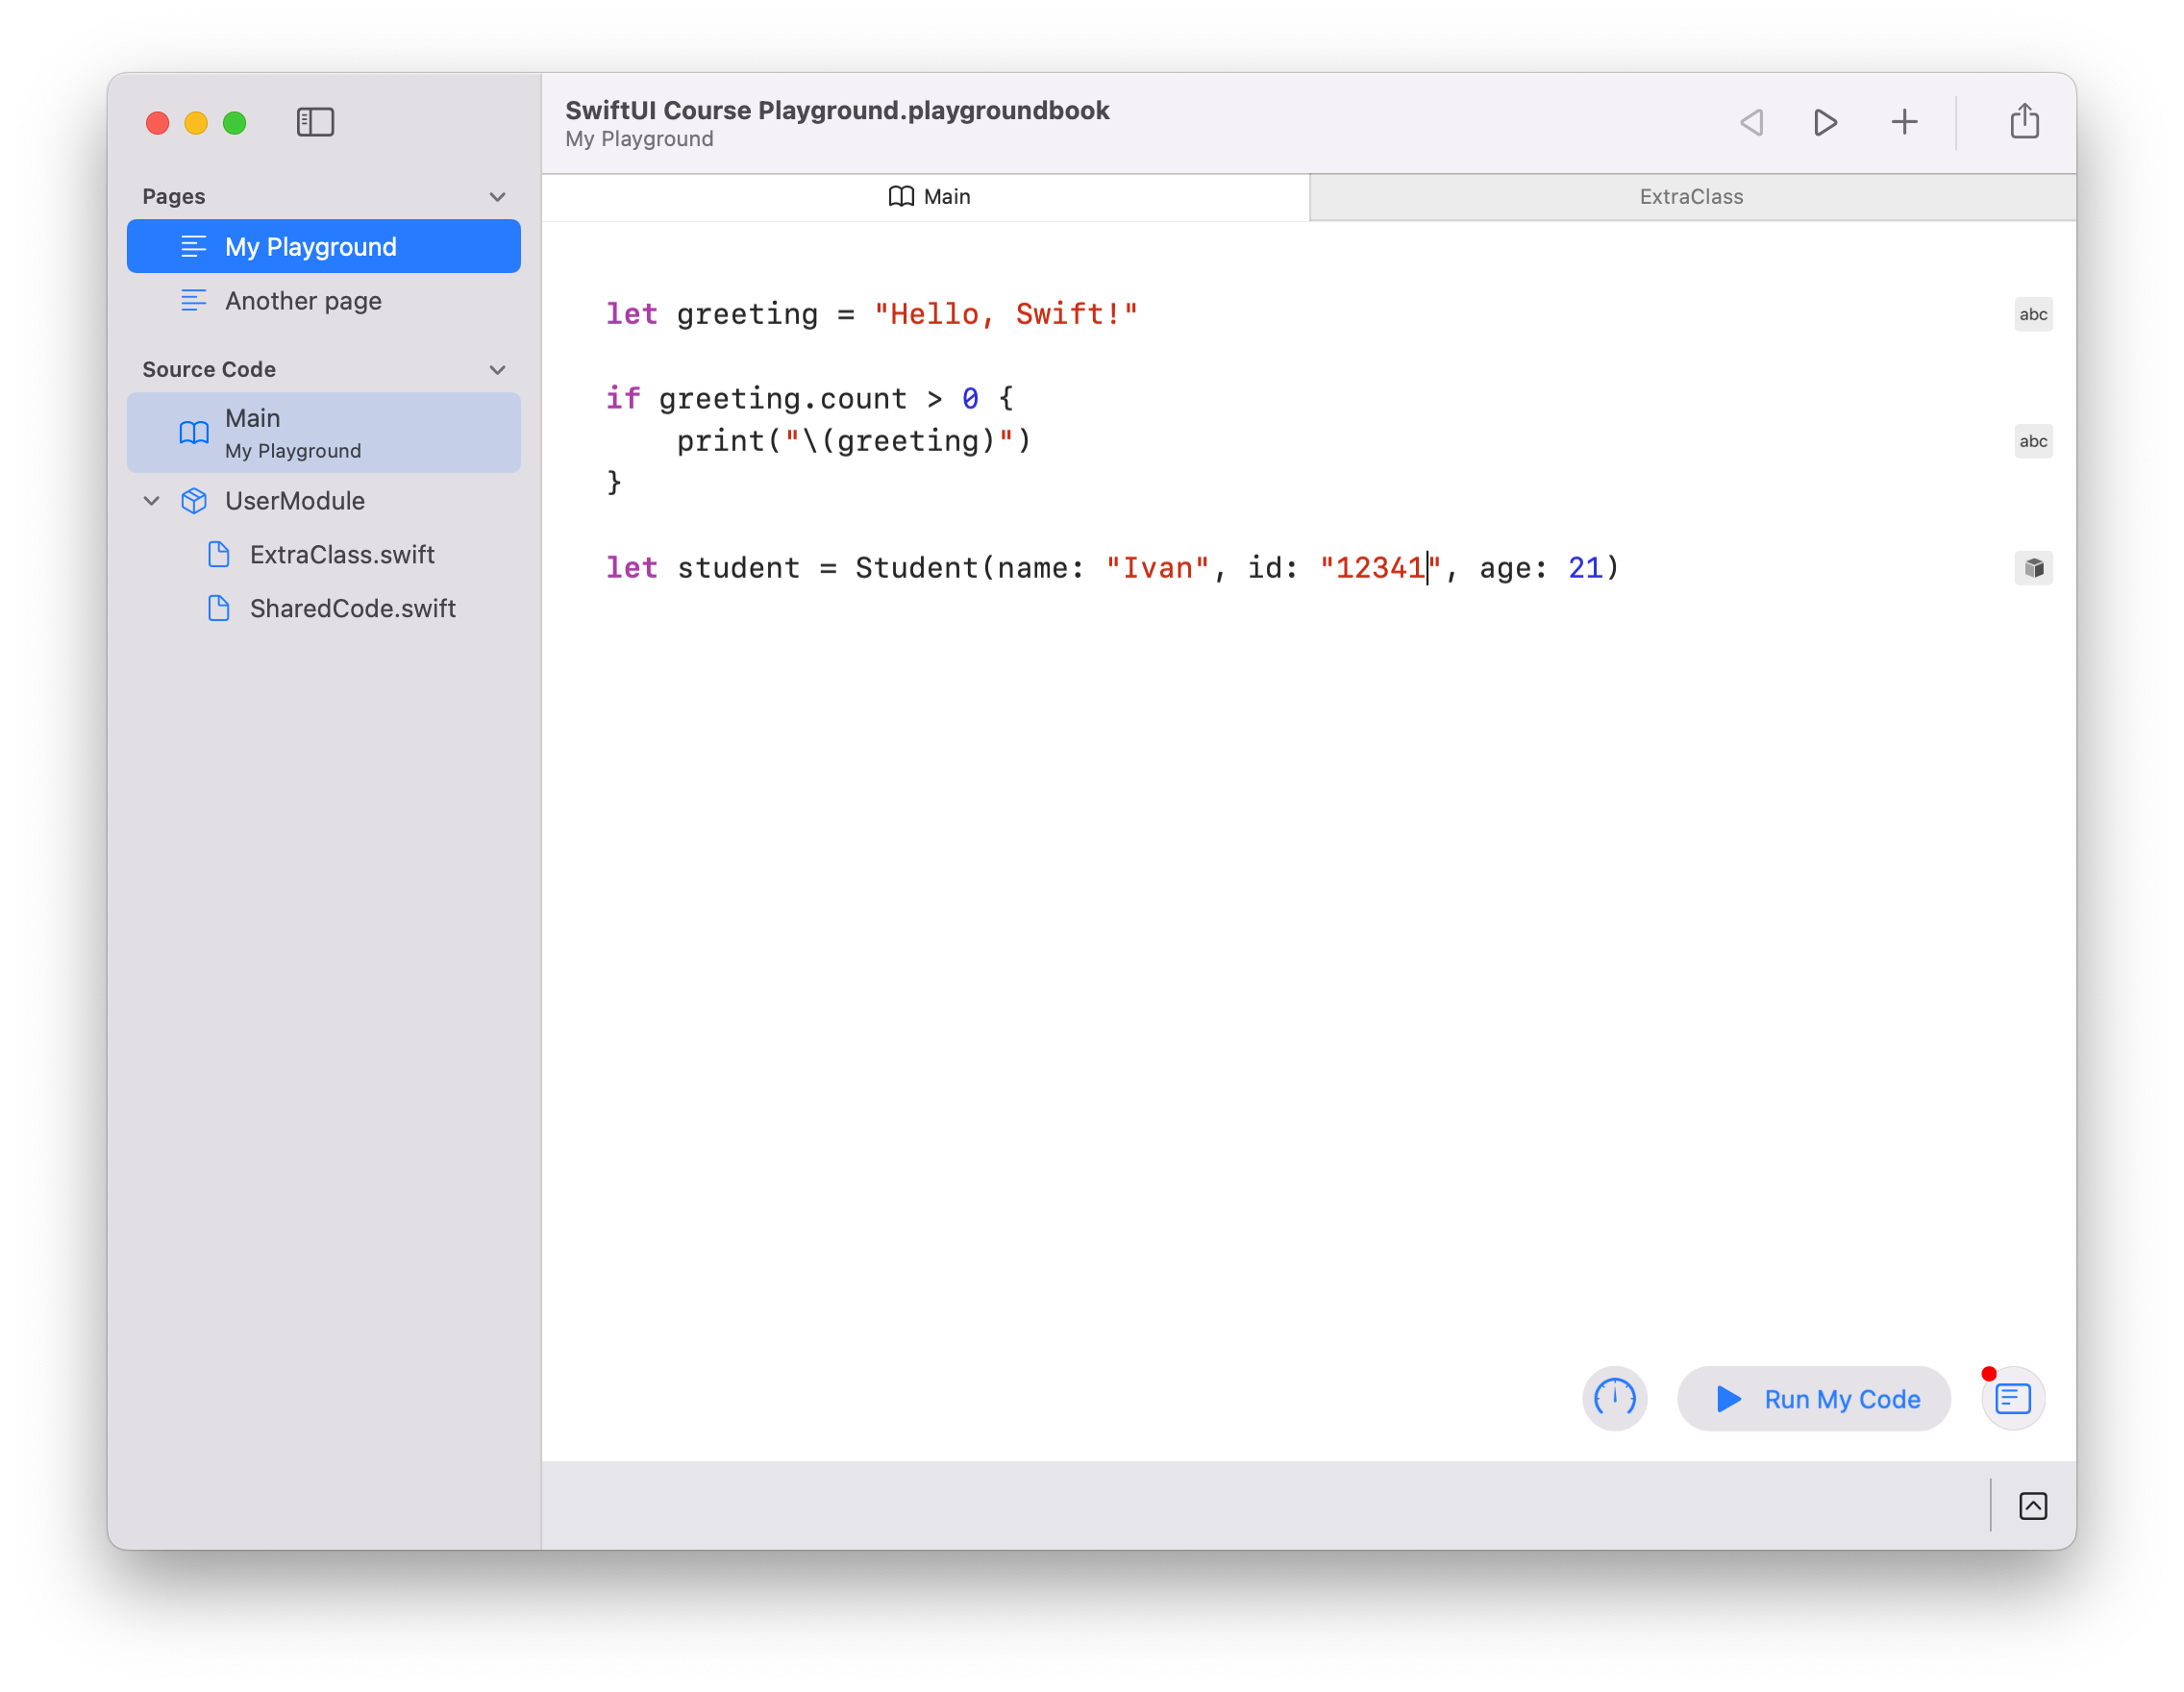 SwiftUI Course Playground.playgroundbook
My Playground
Pages
My Playground
Another page
Source Code
Main
My Playground
UserModule
ExtraClass.swift
SharedCode.swift
Main
ExtraClass
let greeting = "Hello, Swift!"
abc
if greeting.count > 0 {
    print("\(greeting)")
abc
}
let student = Student(name: "Ivan", id: "12341", age: 21)
Run My Code